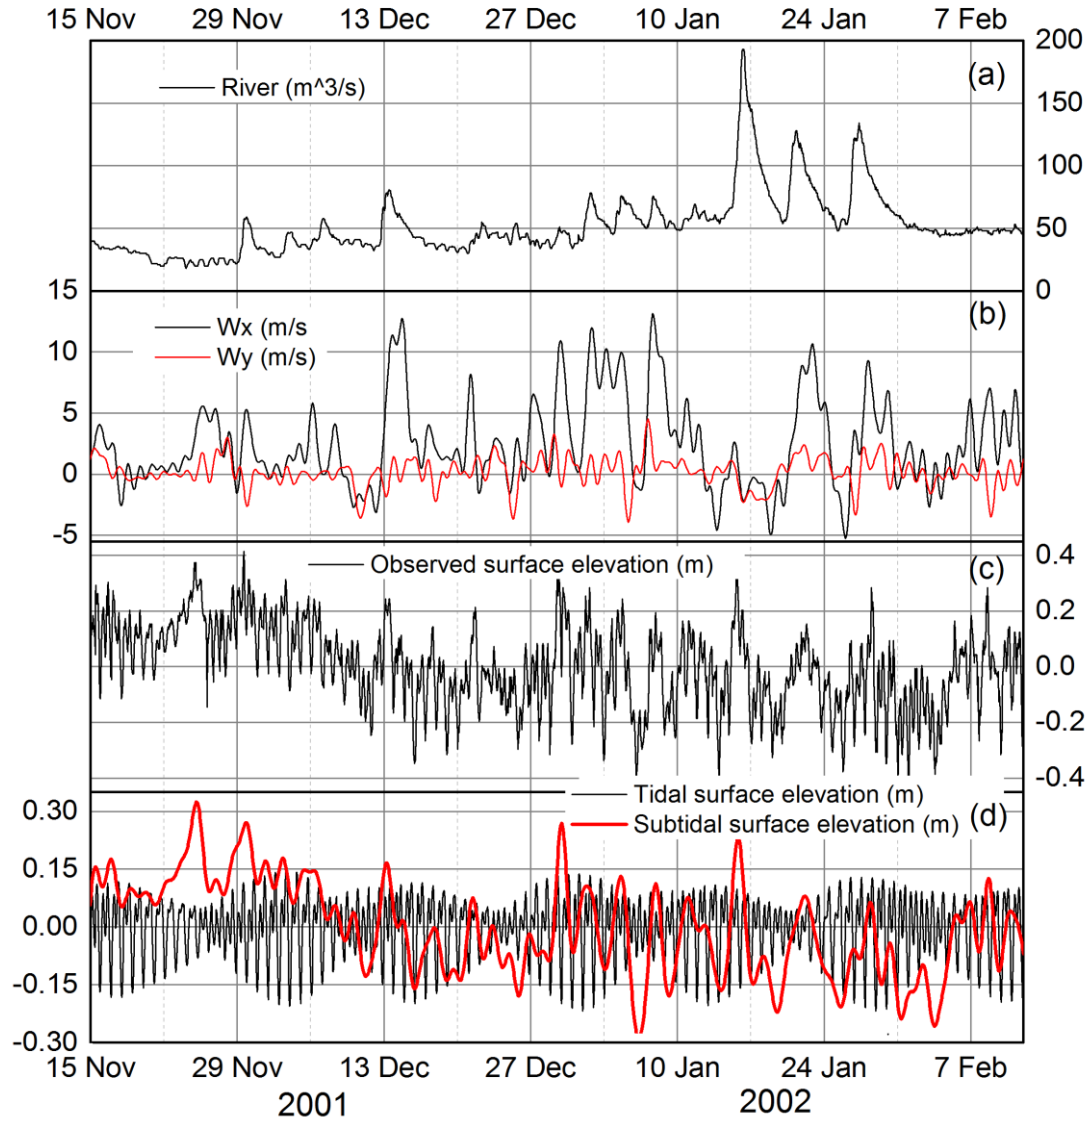 15 Nov 29 Nov 13 Dec 27 Dec 10 Jan 24 Jan 7 Feb
200
(a)
River (m^3/s)
150
100
50
15 0
(b)
Wx (m/s
Wy (m/s)
10
5
0
-5
Observed surface elevation (m)
0.4
(c)
0.2
0.0
-0.2
-0.4
Tidal surface elevation (m)
0.30
Subtidal surface elevation (m) (d)
0.15
0.00
-0.15
-0.30
15 Nov 29 Nov 13 Dec 27 Dec 10 Jan 24 Jan 7 Feb
2001 2002